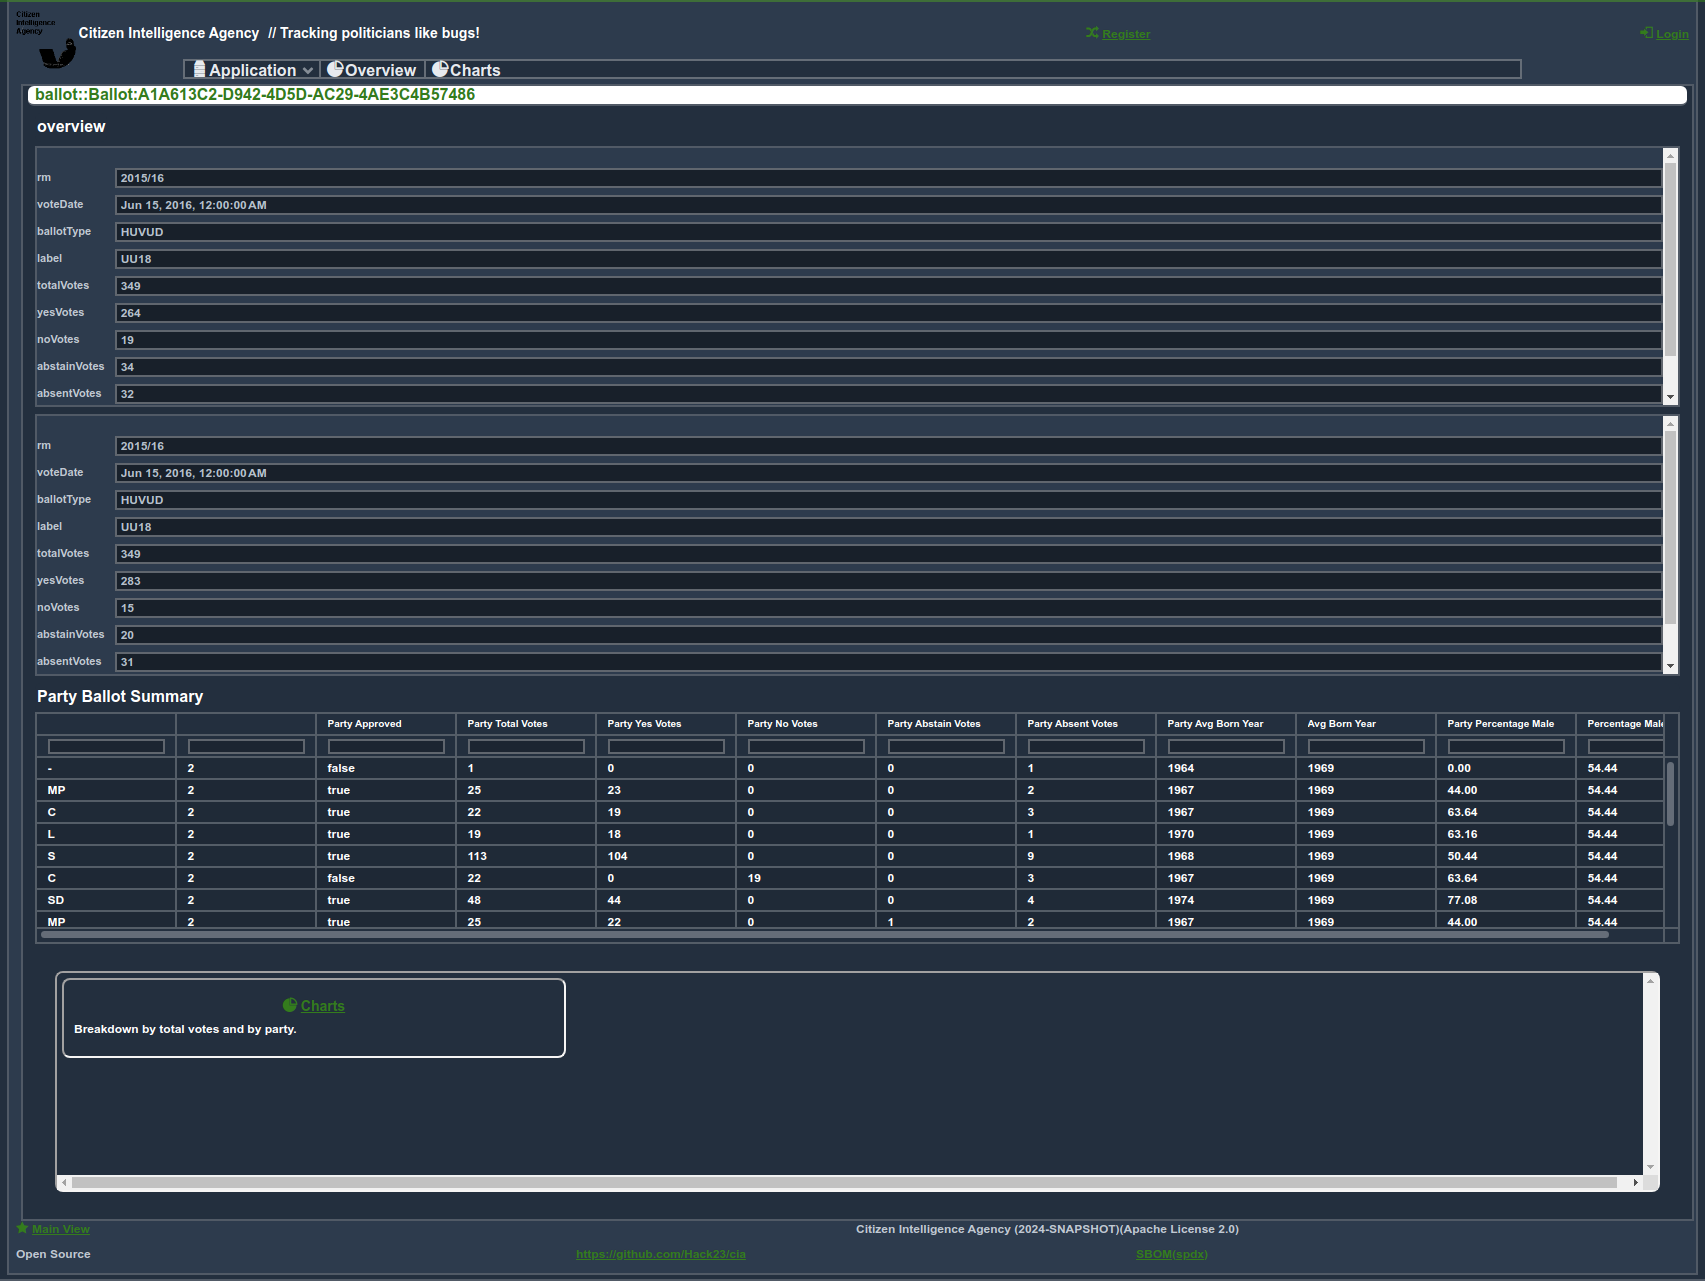 Citizen
Intelligence
Agency
Citizen Intelligence Agency // Tracking politicians like bugs!
Register
Login
Application
Overview
Charts
ballot::Ballot:A1A613C2-D942-4D5D-AC29-4AE3C4B57486
overview
rm 2015/16
voteDate Jun 15, 2016, 12:00:00 AM
ballotType HUVUD
label UU18
totalVotes 349
yesVotes 264
noVotes 19
abstainVotes 34
absentVotes 32
rm 2015/16
voteDate Jun 15, 2016, 12:00:00 AM
ballotType HUVUD
label UU18
totalVotes 349
yesVotes 283
noVotes 15
abstainVotes 20
absentVotes 31
Party Ballot Summary
Party Approved Party Total Votes Party Yes Votes Party No Votes Party Abstain Votes Party Absent Votes Party Avg Born Year Avg Born Year Party Percentage Male Percentage Male
- 2 false 1 0 0 0 1 1964 1969 0.00 54.44
MP 2 true 25 23 0 0 2 1967 1969 44.00 54.44
C 2 true 22 19 0 0 3 1967 1969 63.64 54.44
L 2 true 19 18 0 0 1 1970 1969 63.16 54.44
S 2 true 113 104 0 0 9 1968 1969 50.44 54.44
C 2 false 22 0 19 0 3 1967 1969 63.64 54.44
SD 2 true 48 44 0 0 4 1974 1969 77.08 54.44
MP 2 true 25 22 0 1 2 1967 1969 44.00 54.44
Charts
Breakdown by total votes and by party.
Main View
Citizen Intelligence Agency (2024-SNAPSHOT)(Apache License 2.0)
Open Source
https://github.com/Hack23/cia
SBOM(spdx)